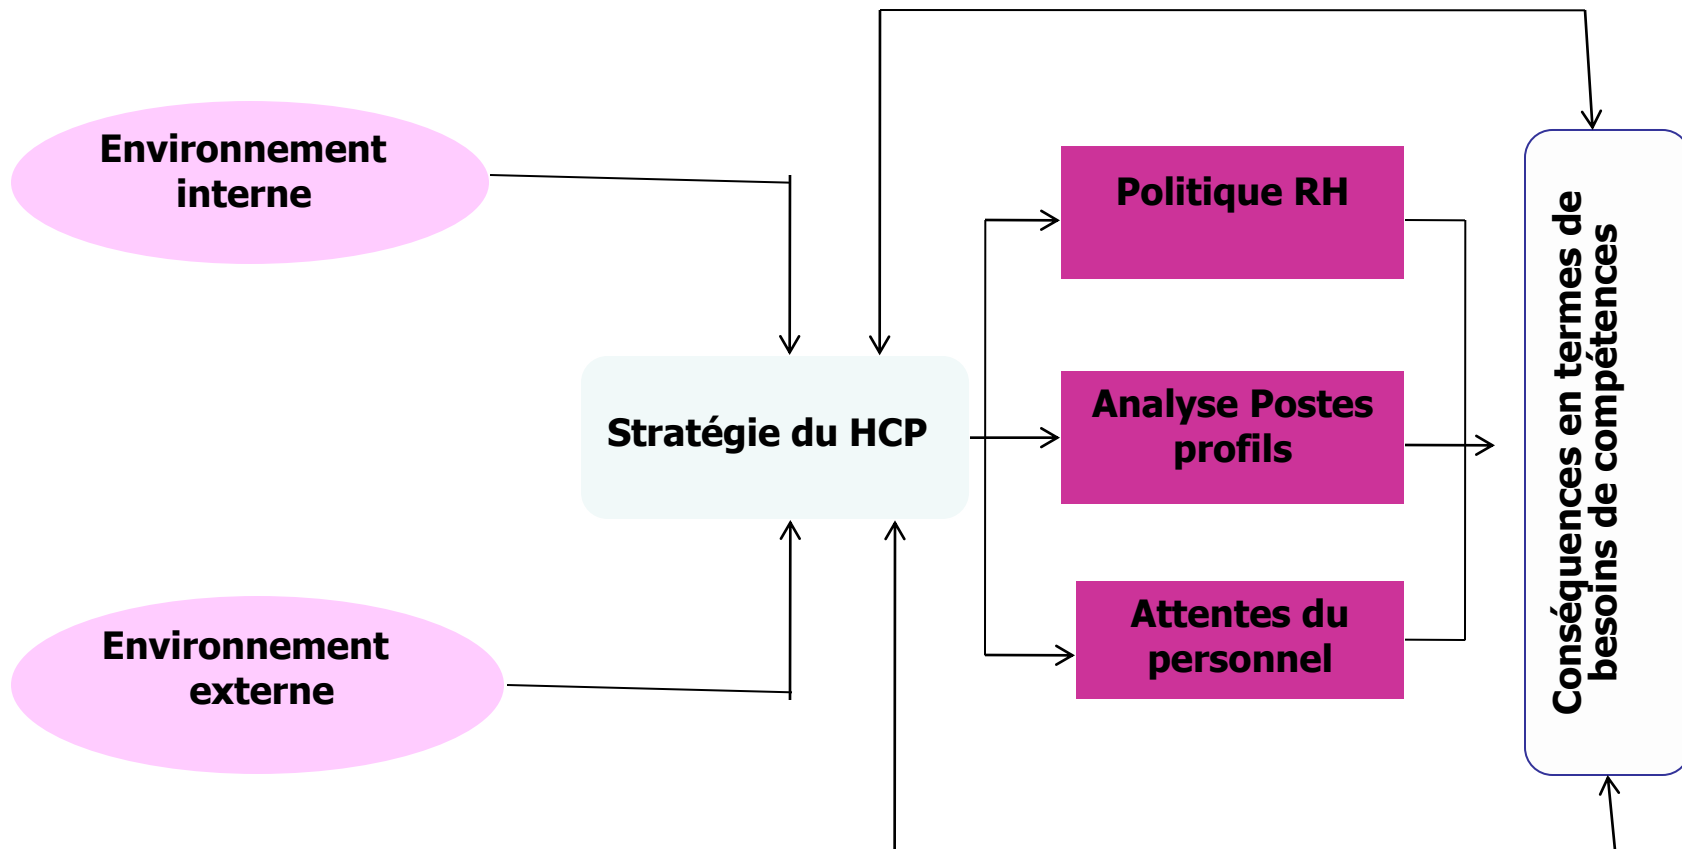 Environnement
interne
Politique RH
Stratégie du HCP
Analyse Postes
profils
Environnement
externe
Attentes du
personnel
Conséquences en termes de
besoins de compétences